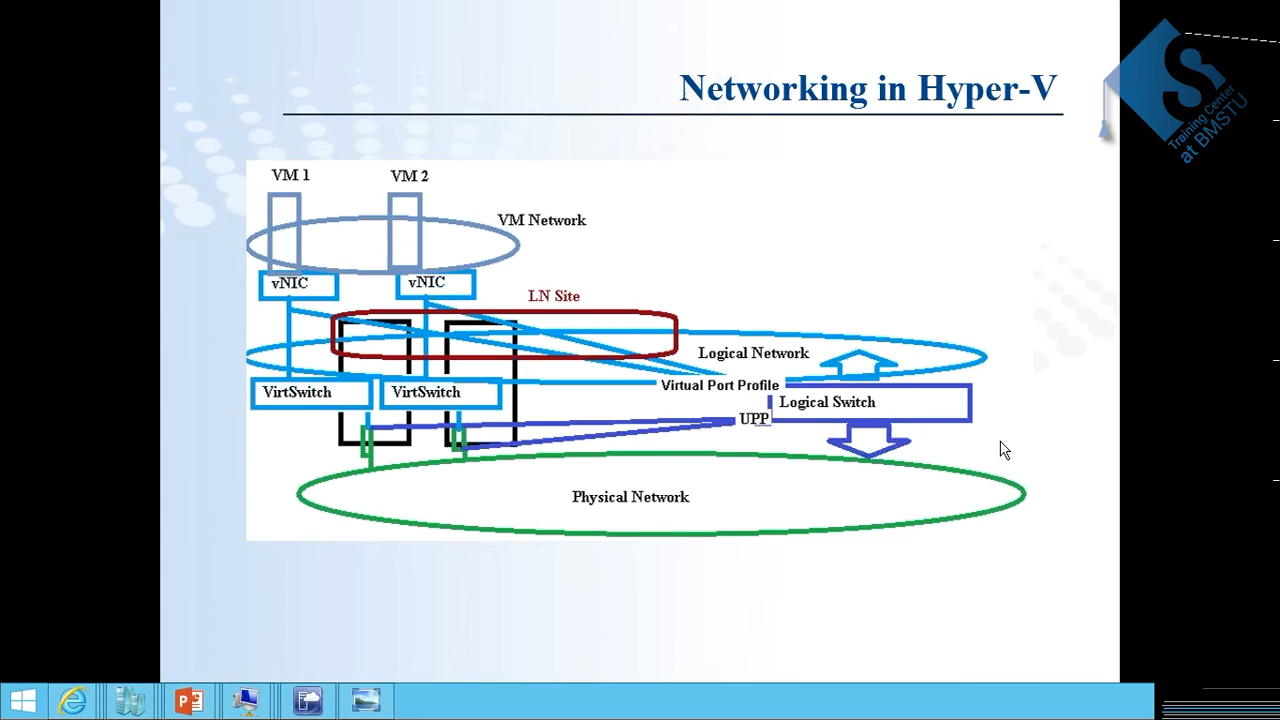 Networking in Hyper-V
S
Training Center
at BMSTU
VM 1
VM 2
VM Network
vNIC
vNIC
LN Site
Logical Network
Virtual Port Profile
VirtSwitch
VirtSwitch
Logical Switch
UPP
Physical Network